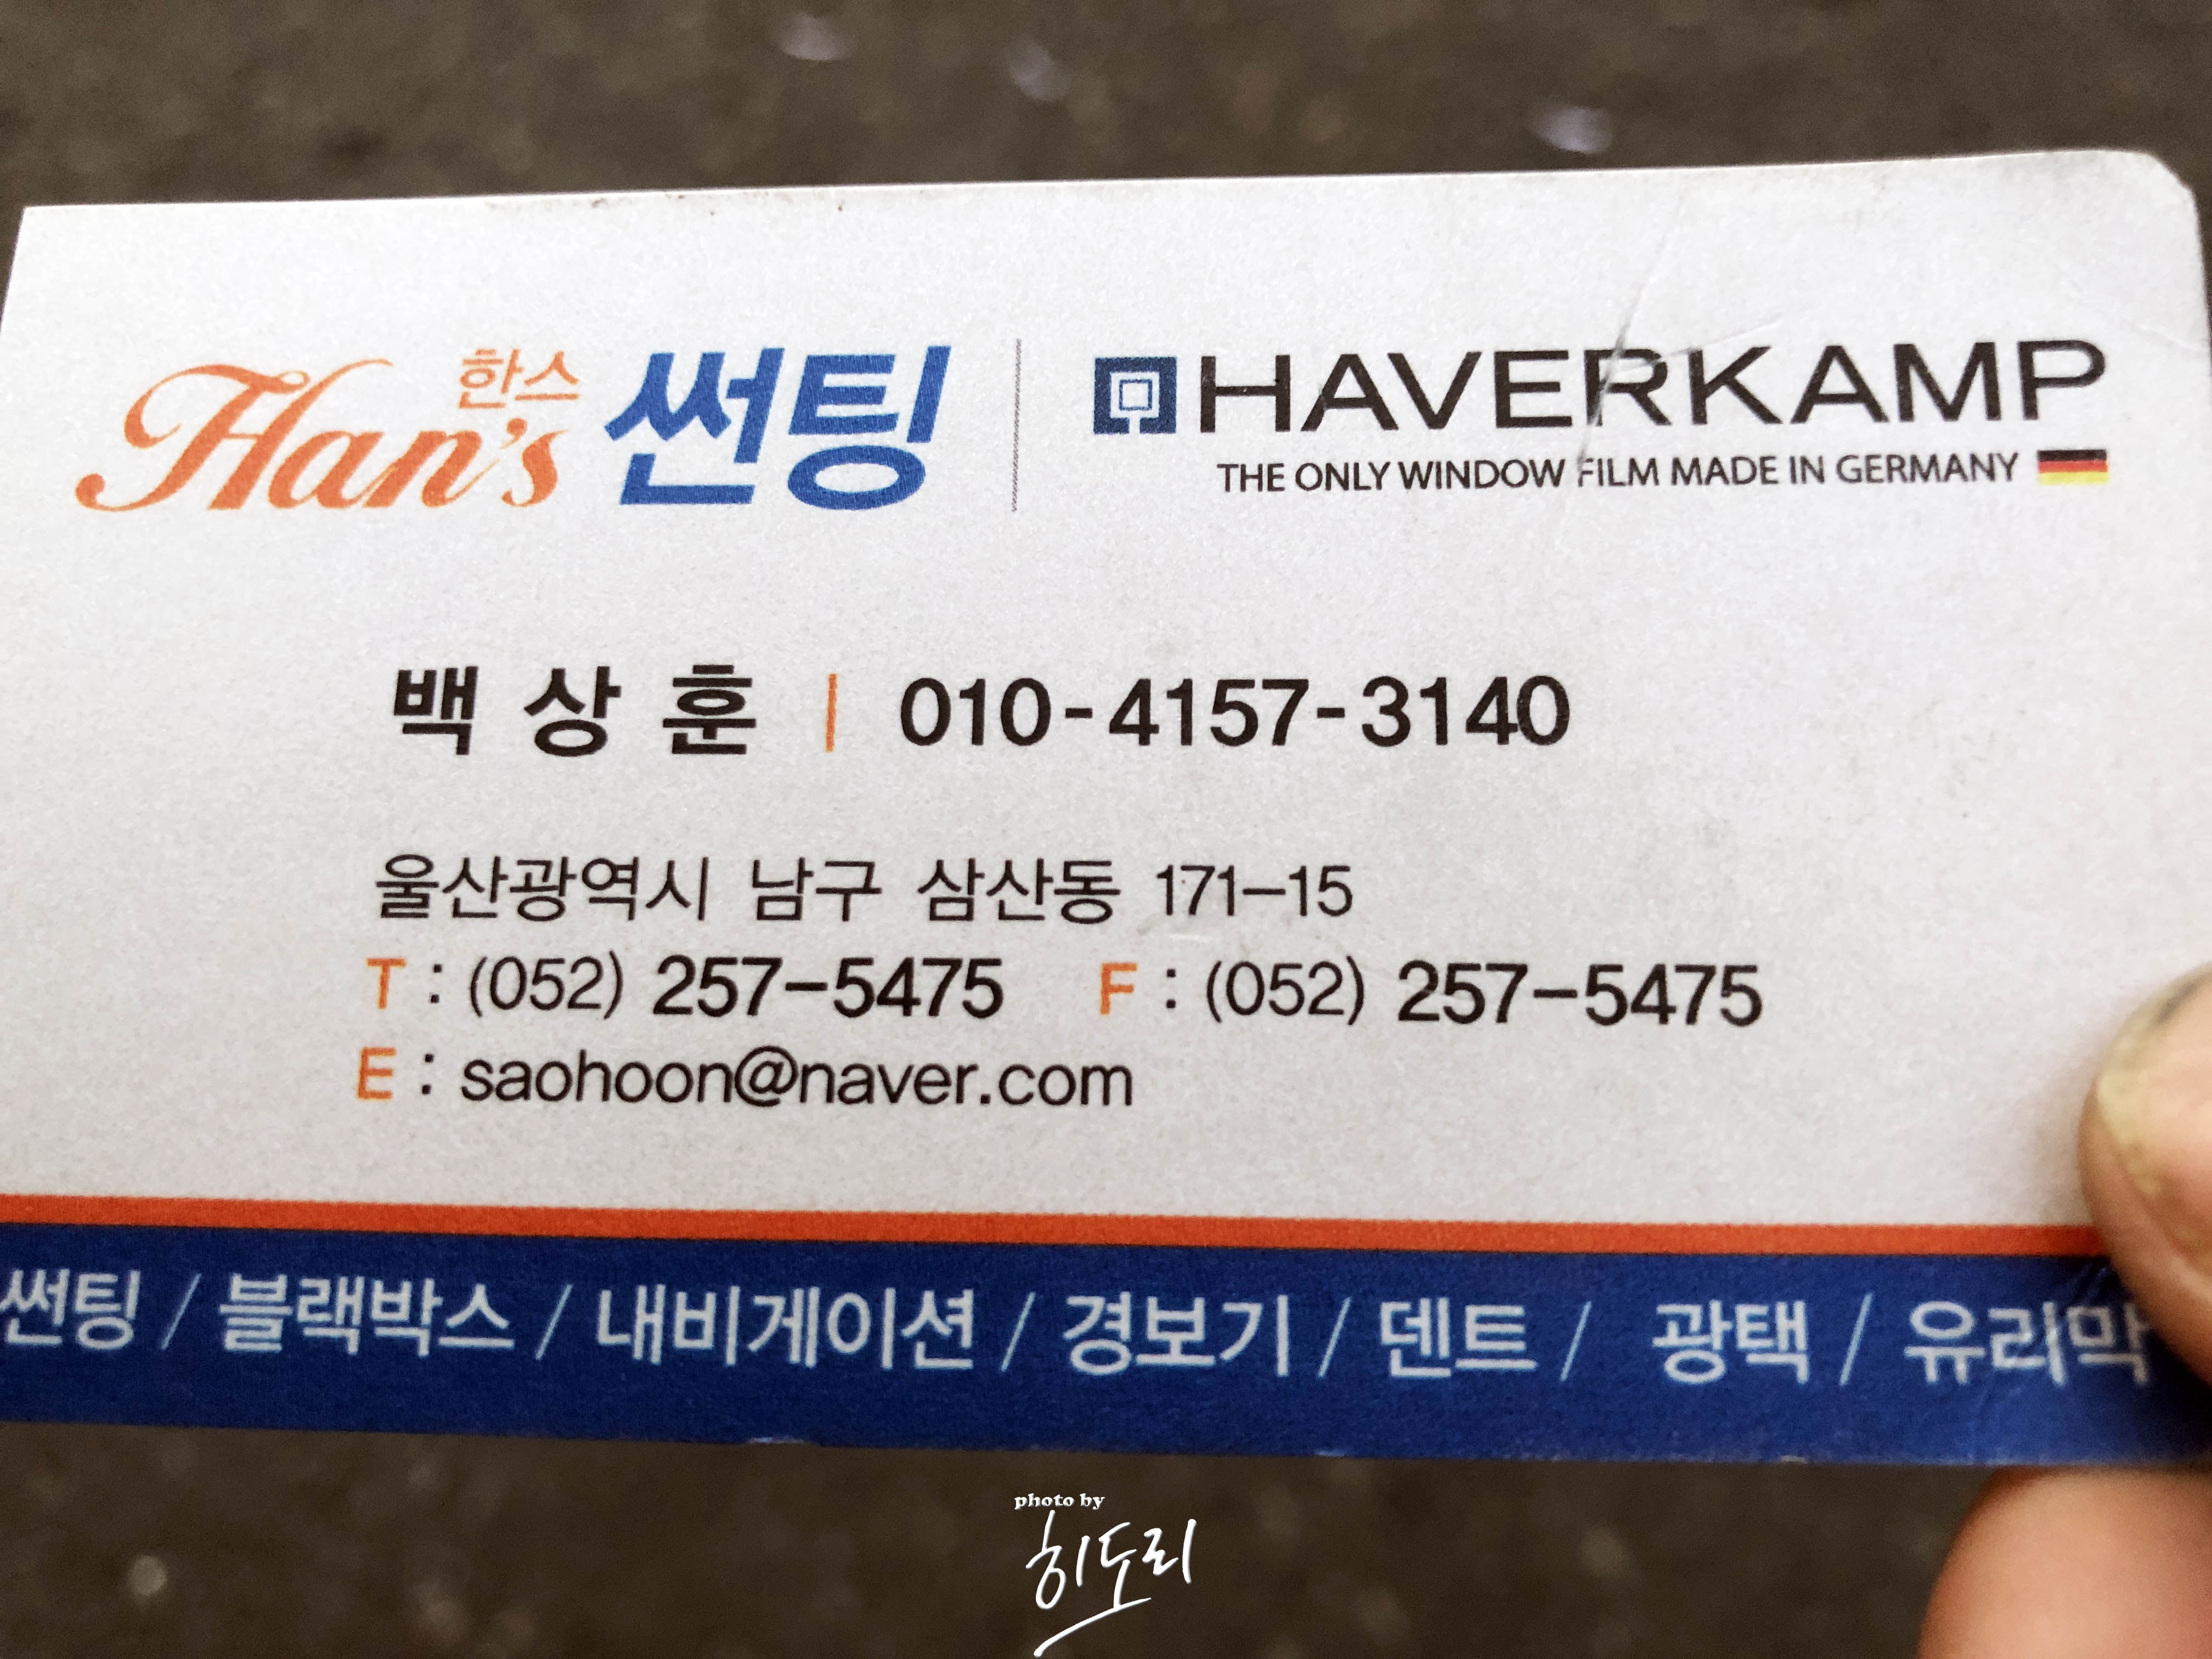 Han's 한스 썬팅 HAVERKAMP
THE ONLY WINDOW FILM MADE IN GERMANY
백 상 훈 | 010-4157-3140
울산광역시 남구 삼산동 171-15
T : (052) 257-5475 F : (052) 257-5475
E : saohoon@naver.com
썬팅 / 블랙박스 / 내비게이션 / 경보기 / 덴트 / 광택 / 유리막
photo by
히도리